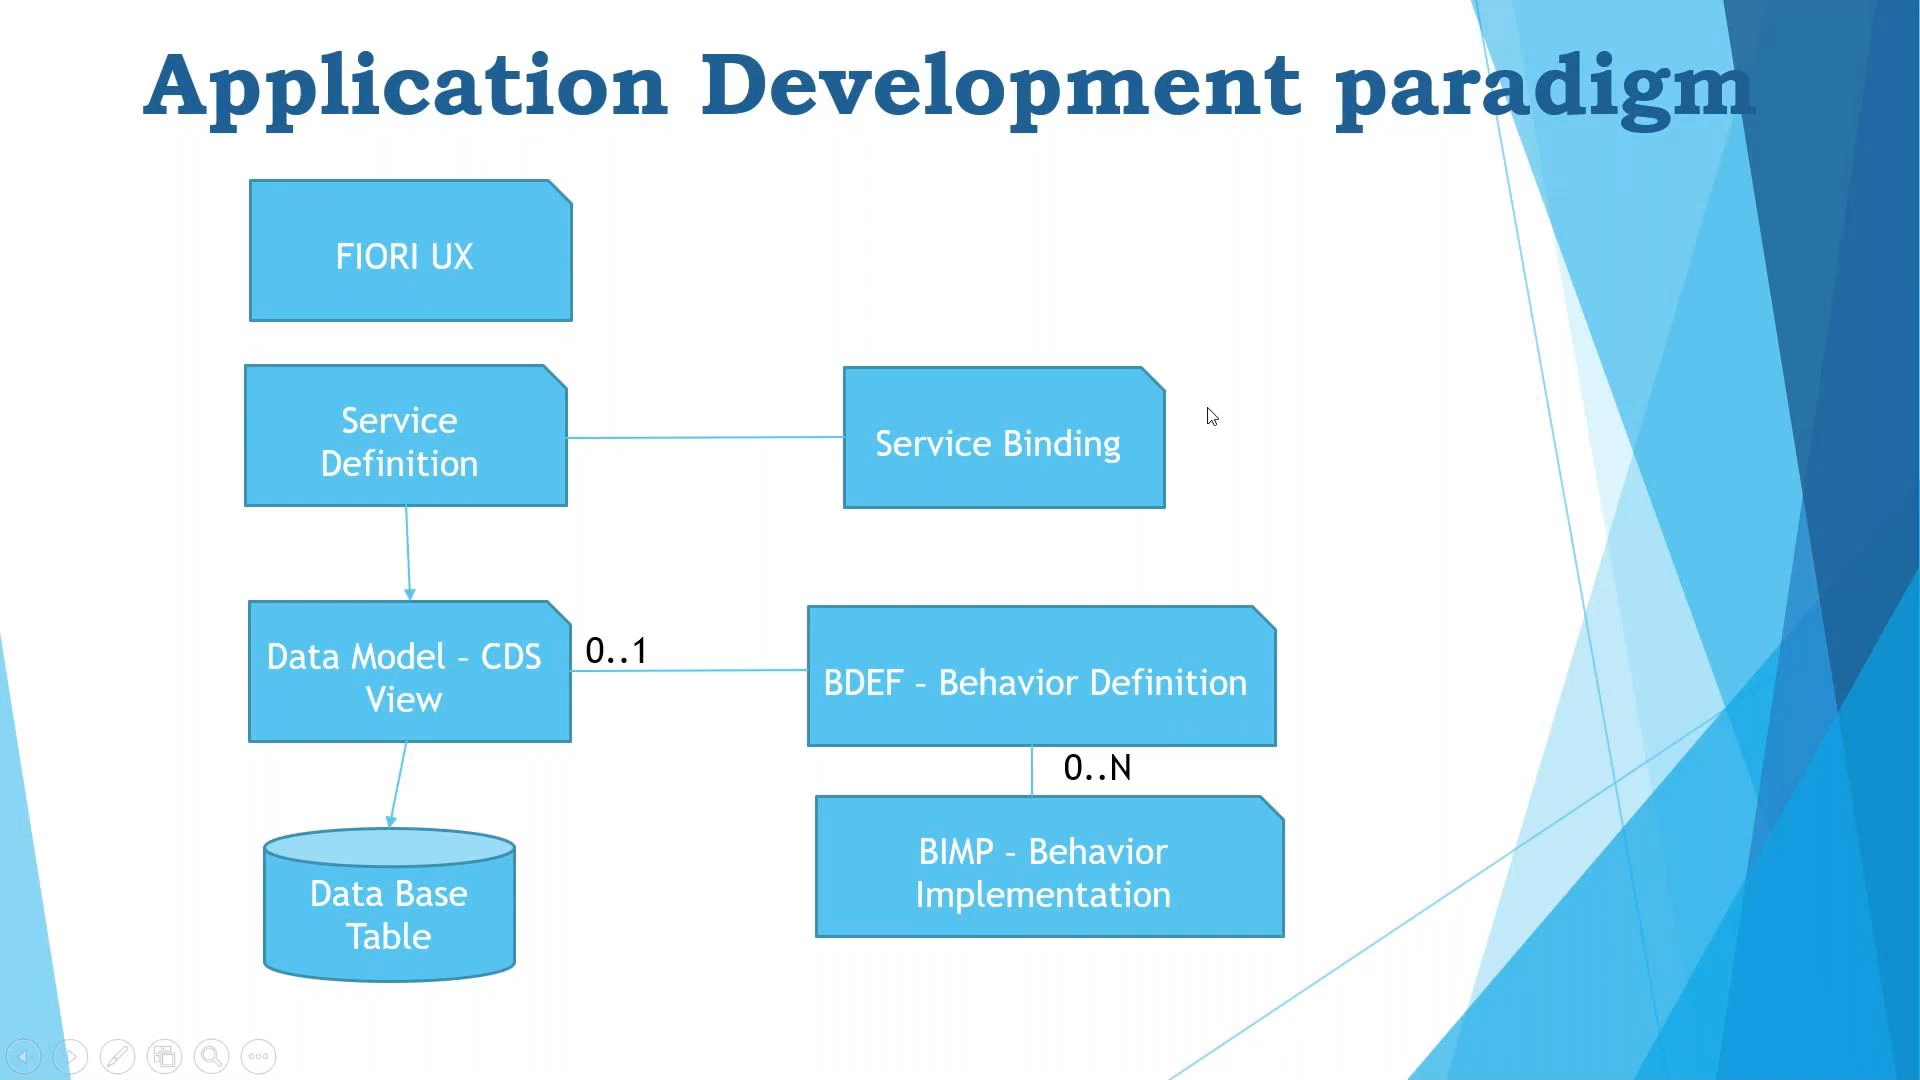 Application Development paradigm
FIORI UX
Service
Definition
Service Binding
Data Model – CDS
View
0..1
BDEF – Behavior Definition
0..N
BIMP – Behavior
Implementation
Data Base
Table